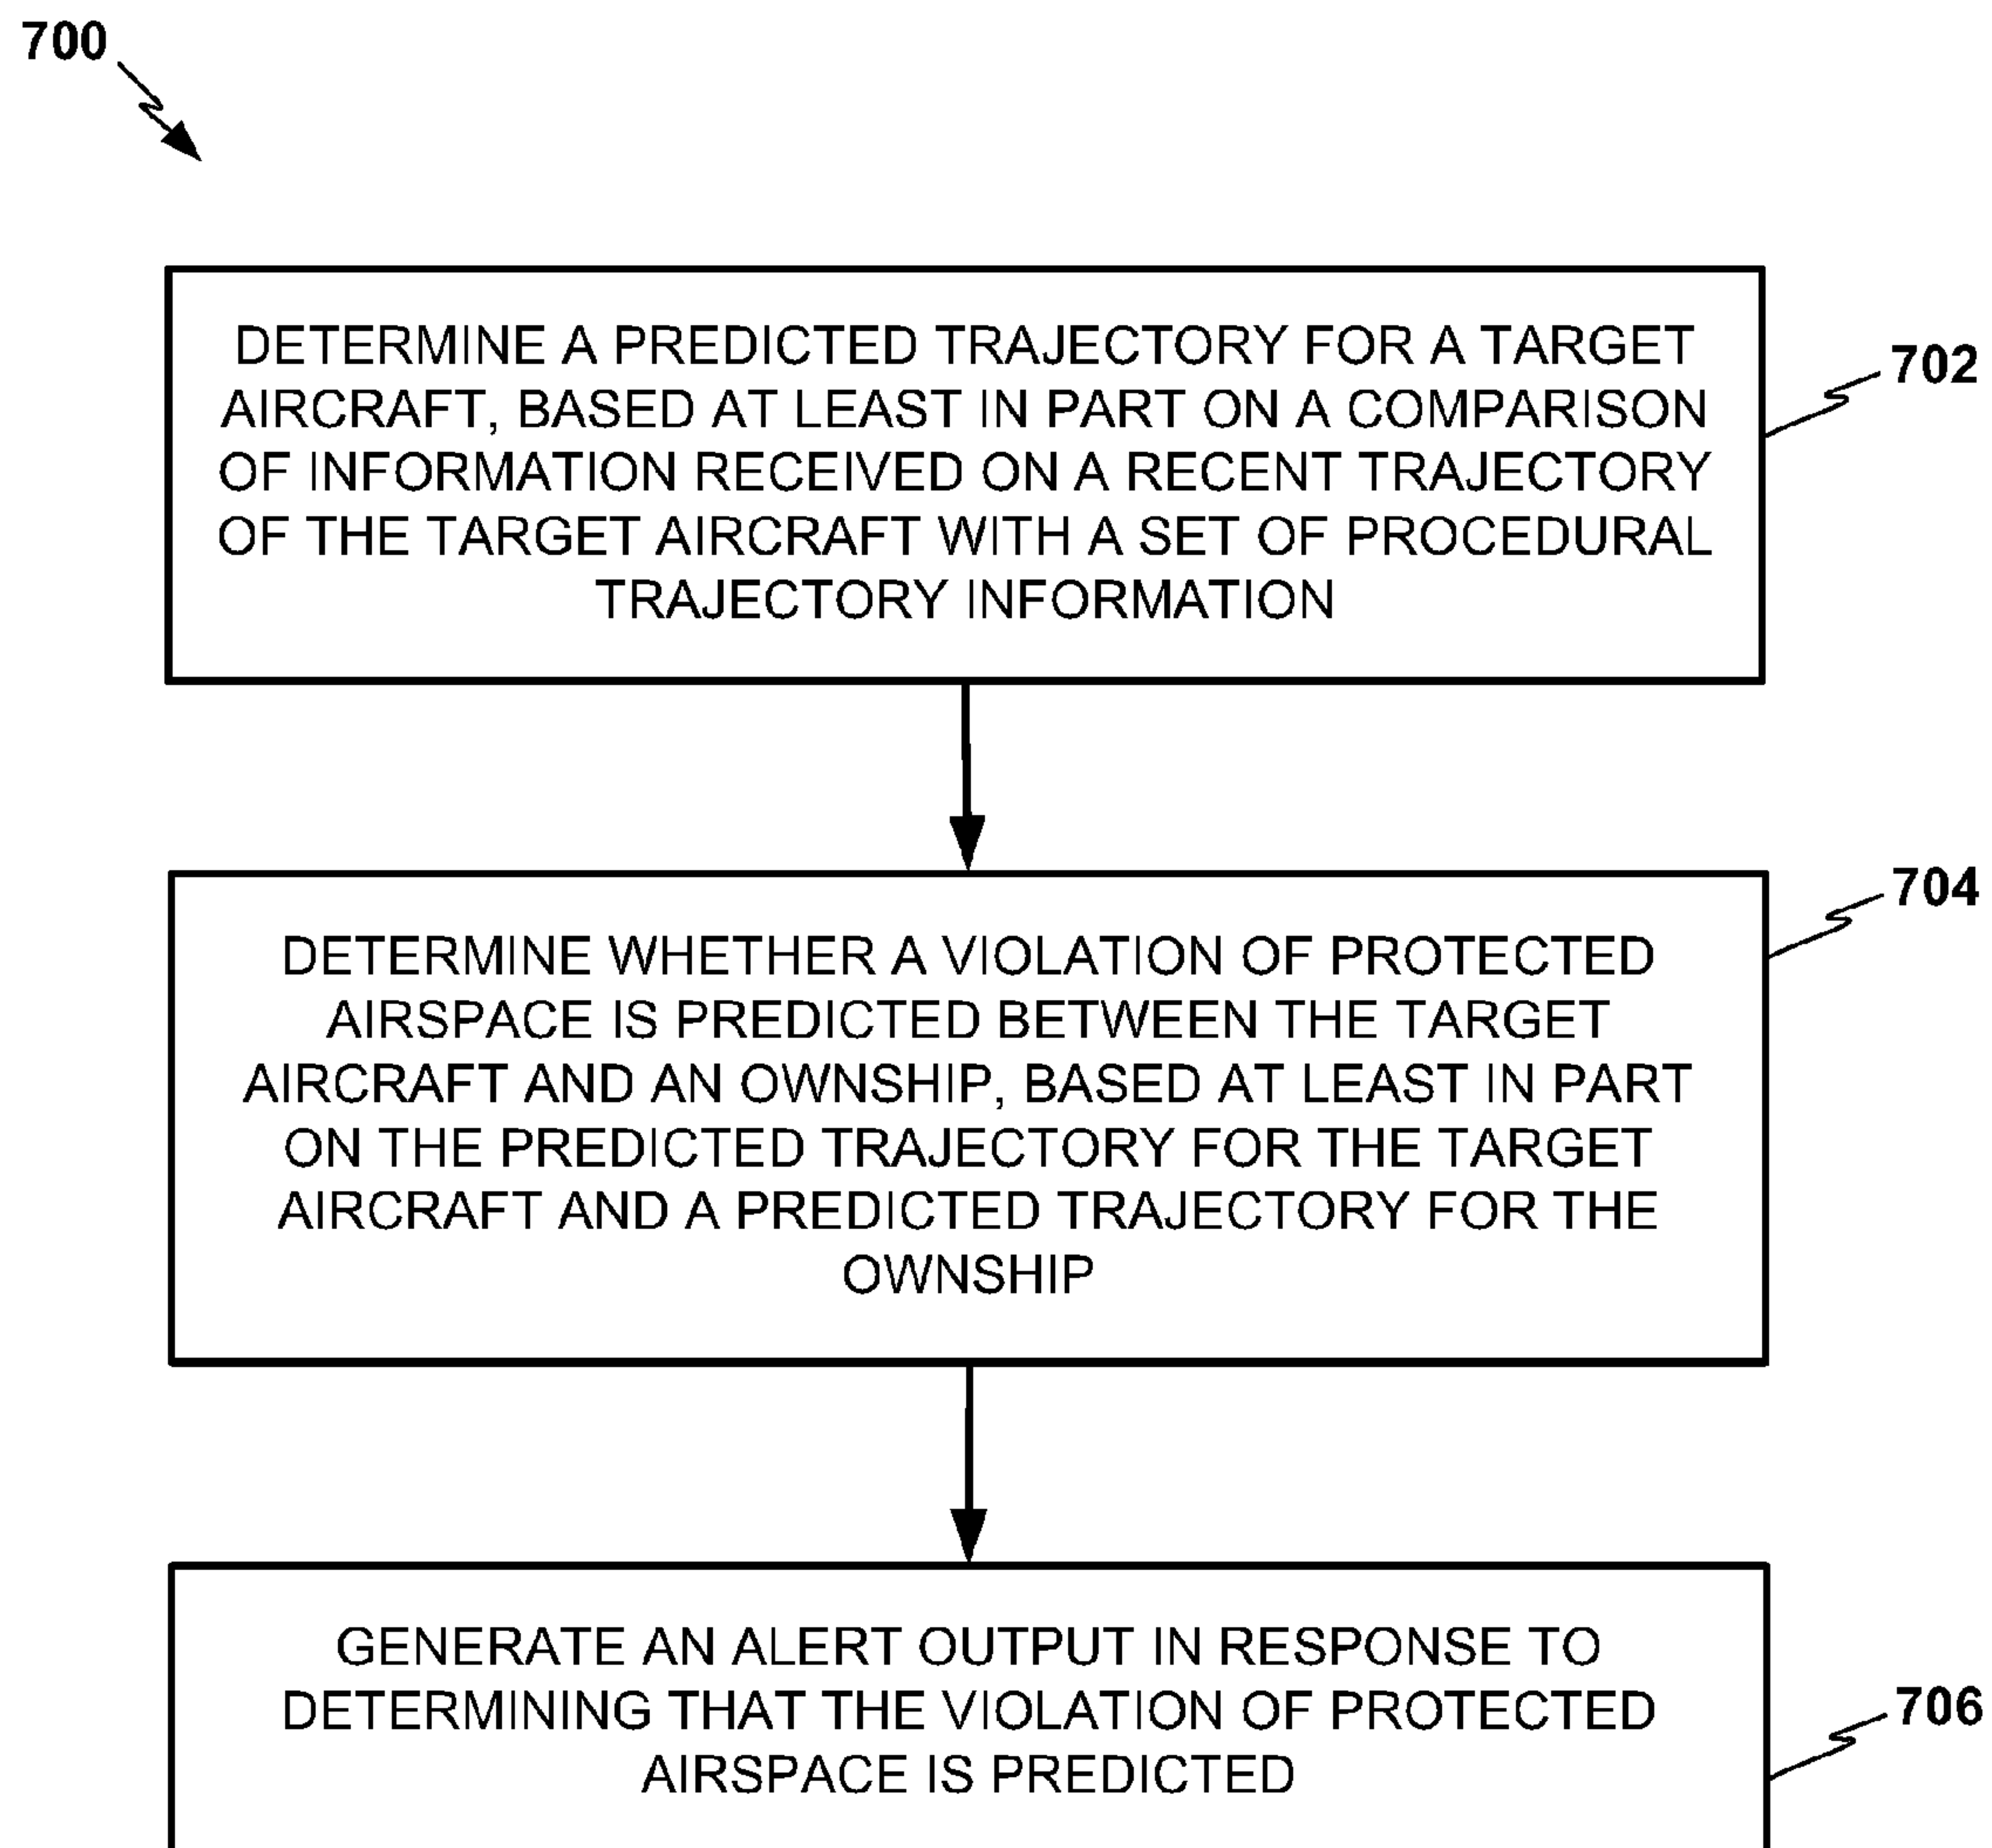 700
DETERMINE A PREDICTED TRAJECTORY FOR A TARGET
AIRCRAFT, BASED AT LEAST IN PART ON A COMPARISON
OF INFORMATION RECEIVED ON A RECENT TRAJECTORY
OF THE TARGET AIRCRAFT WITH A SET OF PROCEDURAL
TRAJECTORY INFORMATION
702
DETERMINE WHETHER A VIOLATION OF PROTECTED
AIRSPACE IS PREDICTED BETWEEN THE TARGET
AIRCRAFT AND AN OWNSHIP, BASED AT LEAST IN PART
ON THE PREDICTED TRAJECTORY FOR THE TARGET
AIRCRAFT AND A PREDICTED TRAJECTORY FOR THE
OWNSHIP
704
GENERATE AN ALERT OUTPUT IN RESPONSE TO
DETERMINING THAT THE VIOLATION OF PROTECTED
AIRSPACE IS PREDICTED
706